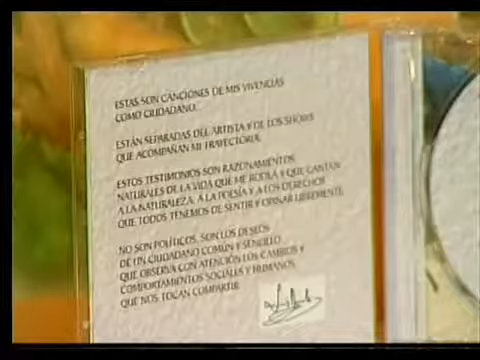 ESTAS SON CANCIONES DE MIS VIVENCIAS
COMO CIUDADANO...
ESTÁN SEPARADAS DEL ARTISTA Y DE LOS SHOWS
QUE ACOMPAÑAN MI TRAYECTORIA.
ESTOS TESTIMONIOS SON RAZONAMIENTOS
NATURALES DE LA VIDA QUE ME RODEA Y QUE CANTAN
A LA NATURALEZA, A LA POESÍA Y A LOS DERECHOS
QUE TODOS TENEMOS DE SENTIR Y OPINAR LIBREMENTE.
NO SON POLÍTICOS, SON LOS DESEOS
DE UN CIUDADANO COMÚN Y SENCILLO
QUE OBSERVA CON ATENCIÓN LOS CAMBIOS Y
COMPORTAMIENTOS SOCIALES Y HUMANOS
QUE NOS TOCAN COMPARTIR.